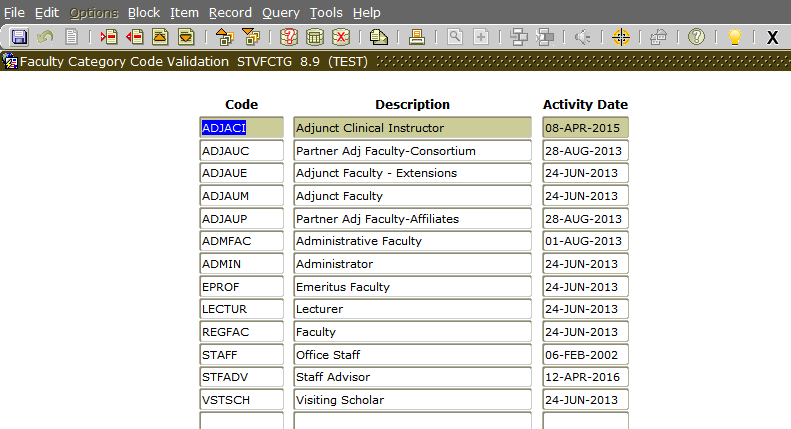 File Edit Options Block Item Record Query Tools Help
Faculty Category Code Validation STVFCTG 8.9 (TEST)
Code Description Activity Date
ADJACI Adjunct Clinical Instructor 08-APR-2015
ADJAUC Partner Adj Faculty-Consortium 28-AUG-2013
ADJAUE Adjunct Faculty - Extensions 24-JUN-2013
ADJAUM Adjunct Faculty 24-JUN-2013
ADJAUP Partner Adj Faculty-Affiliates 28-AUG-2013
ADMFAC Administrative Faculty 01-AUG-2013
ADMIN Administrator 24-JUN-2013
EPROF Emeritus Faculty 24-JUN-2013
LECTUR Lecturer 24-JUN-2013
REGFAC Faculty 24-JUN-2013
STAFF Office Staff 06-FEB-2002
STFADV Staff Advisor 12-APR-2016
VSTSCH Visiting Scholar 24-JUN-2013